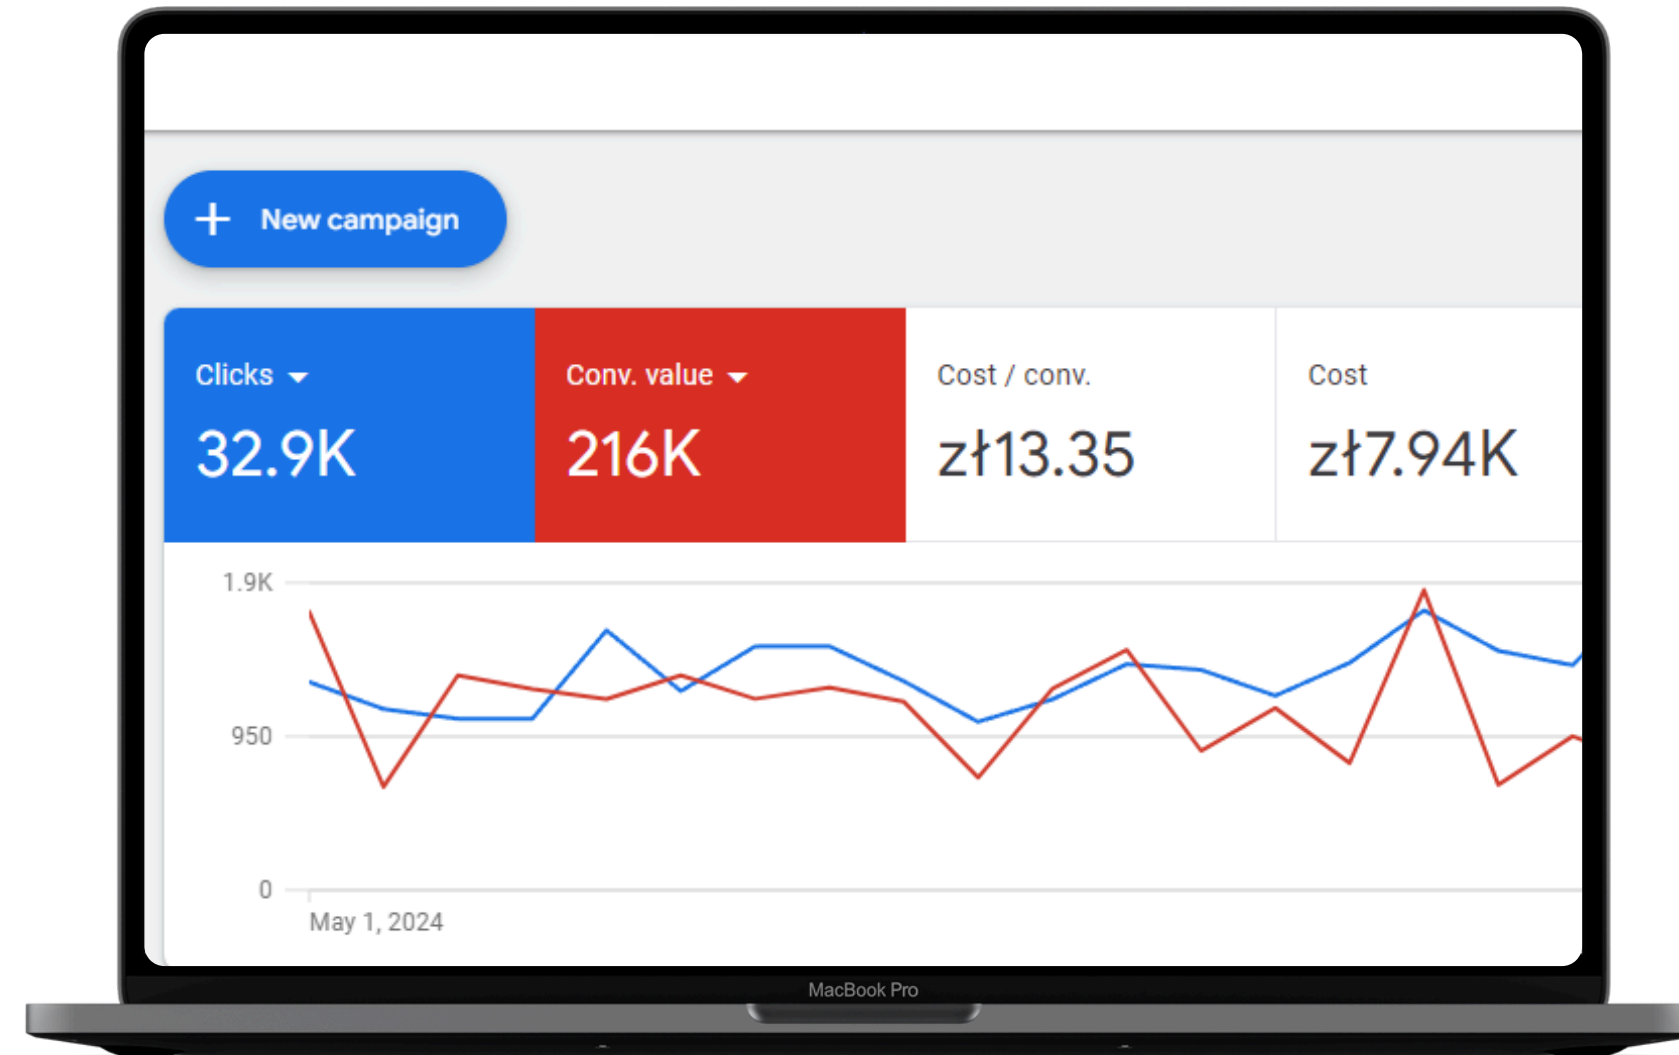 + New campaign
Clicks
32.9K
Conv. value
216K
Cost / conv.
zł13.35
Cost
zł7.94K
1.9K
950
0
May 1, 2024
MacBook Pro